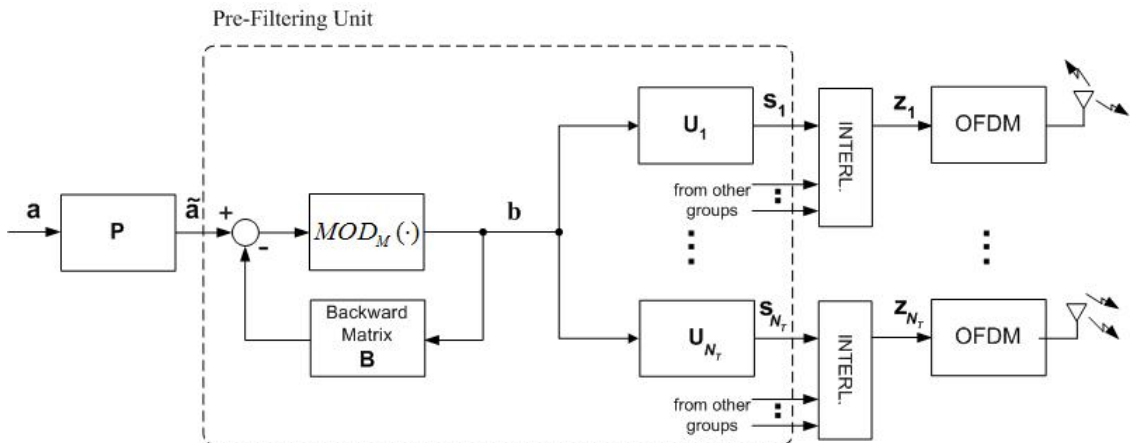 Pre-Filtering Unit
a
P
ã
+
-
MOD_M(·)
Backward
Matrix
B
b
U_1
s_1
from other
groups
INTERL.
z_1
OFDM
U_{N_T}
s_{N_T}
from other
groups
INTERL.
z_{N_T}
OFDM